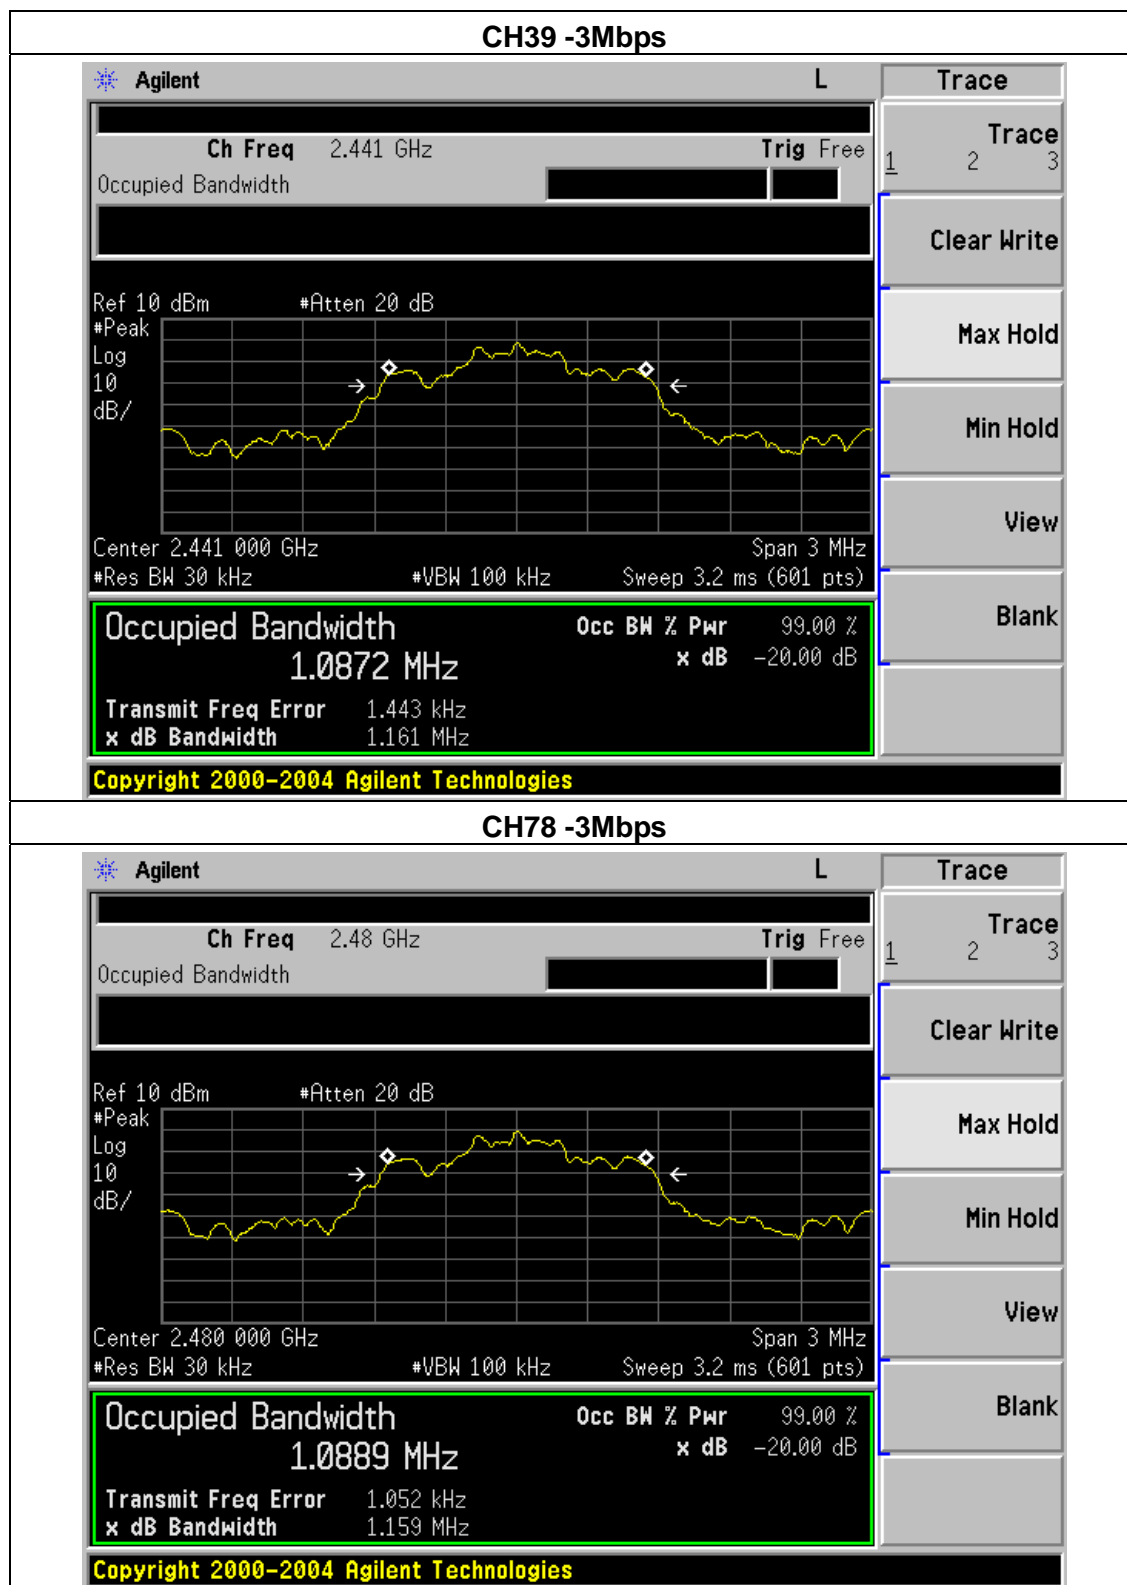 CH39 -3Mbps
Agilent L Trace
Ch Freq 2.441 GHz Trig Free
Occupied Bandwidth
Trace
1 2 3
Clear Write
Max Hold
Min Hold
View
Blank
Ref 10 dBm #Atten 20 dB
#Peak
Log
10
dB/
Center 2.441 000 GHz Span 3 MHz
#Res BW 30 kHz #VBW 100 kHz Sweep 3.2 ms (601 pts)
Occupied Bandwidth Occ BW % Pwr 99.00 %
1.0872 MHz x dB -20.00 dB
Transmit Freq Error 1.443 kHz
x dB Bandwidth 1.161 MHz
Copyright 2000-2004 Agilent Technologies
CH78 -3Mbps
Agilent L Trace
Ch Freq 2.48 GHz Trig Free
Occupied Bandwidth
Trace
1 2 3
Clear Write
Max Hold
Min Hold
View
Blank
Ref 10 dBm #Atten 20 dB
#Peak
Log
10
dB/
Center 2.480 000 GHz Span 3 MHz
#Res BW 30 kHz #VBW 100 kHz Sweep 3.2 ms (601 pts)
Occupied Bandwidth Occ BW % Pwr 99.00 %
1.0889 MHz x dB -20.00 dB
Transmit Freq Error 1.052 kHz
x dB Bandwidth 1.159 MHz
Copyright 2000-2004 Agilent Technologies